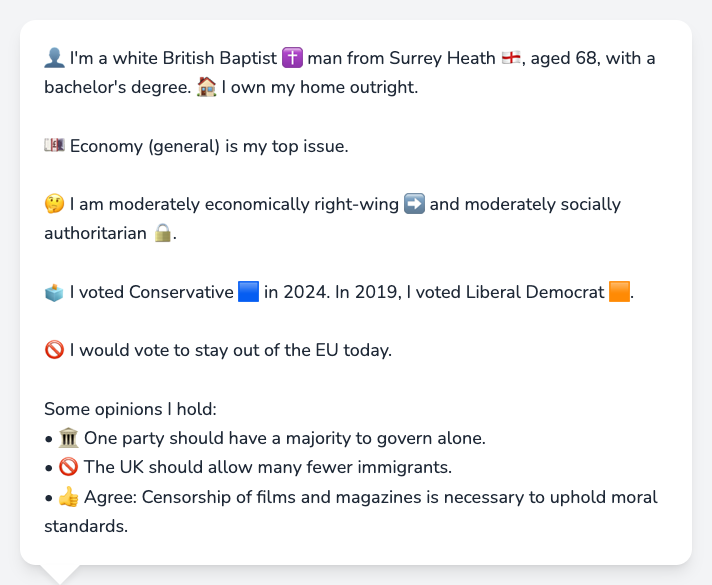 👤 I'm a white British Baptist ✝️ man from Surrey Heath 🏴󠁧󠁢󠁥󠁮󠁧󠁿, aged 68, with a
bachelor's degree. 🏠 I own my home outright.
💷 Economy (general) is my top issue.
🤔 I am moderately economically right-wing ➡️ and moderately socially
authoritarian 🔒.
🗳️ I voted Conservative 🟦 in 2024. In 2019, I voted Liberal Democrat 🟧.
🚫 I would vote to stay out of the EU today.
Some opinions I hold:
• 🏛️ One party should have a majority to govern alone.
• 🚫 The UK should allow many fewer immigrants.
• 👍 Agree: Censorship of films and magazines is necessary to uphold moral
standards.